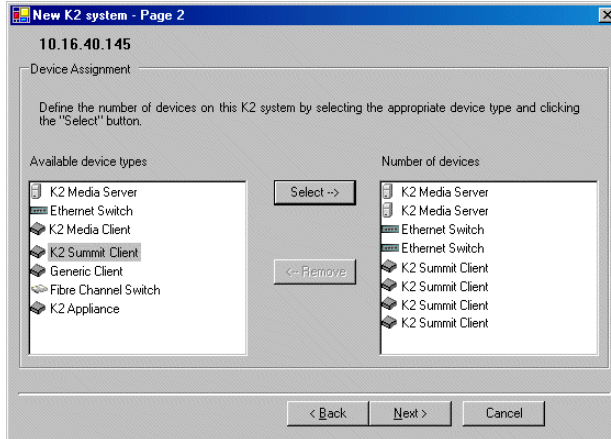 New K2 system - Page 2
10.16.40.145
Device Assignment
Define the number of devices on this K2 system by selecting the appropriate device type and clicking
the "Select" button.
Available device types
K2 Media Server
Ethernet Switch
K2 Media Client
K2 Summit Client
Generic Client
Fibre Channel Switch
K2 Appliance
Select -->
<-- Remove
Number of devices
K2 Media Server
K2 Media Server
Ethernet Switch
Ethernet Switch
K2 Summit Client
K2 Summit Client
K2 Summit Client
K2 Summit Client
< Back
Next >
Cancel